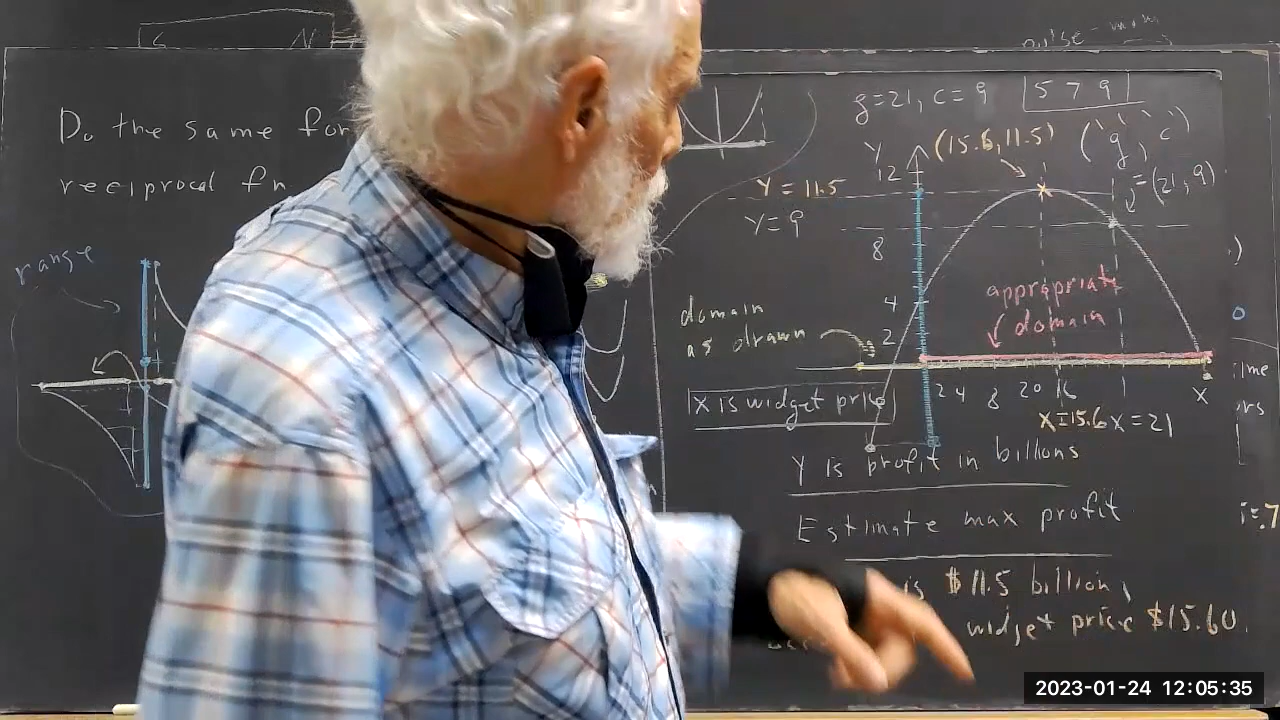 Do the same for
reciprocal fn
range
g=21, c=9 5 7 9
(15.6, 11.5) (g, c)
Y
12
=(21, 9)
Y = 11.5
Y = 9
8
4
2
appropriate
domain
domain
as drawn
2 4 8 20 16
X
X is widget price
X=15.6 X=21
Y is profit in billions
Estimate max profit
is $11.5 billion,
widget price $15.60.
2023-01-24 12:05:35